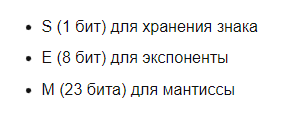 • S (1 бит) для хранения знака
• E (8 бит) для экспоненты
• M (23 бита) для мантиссы